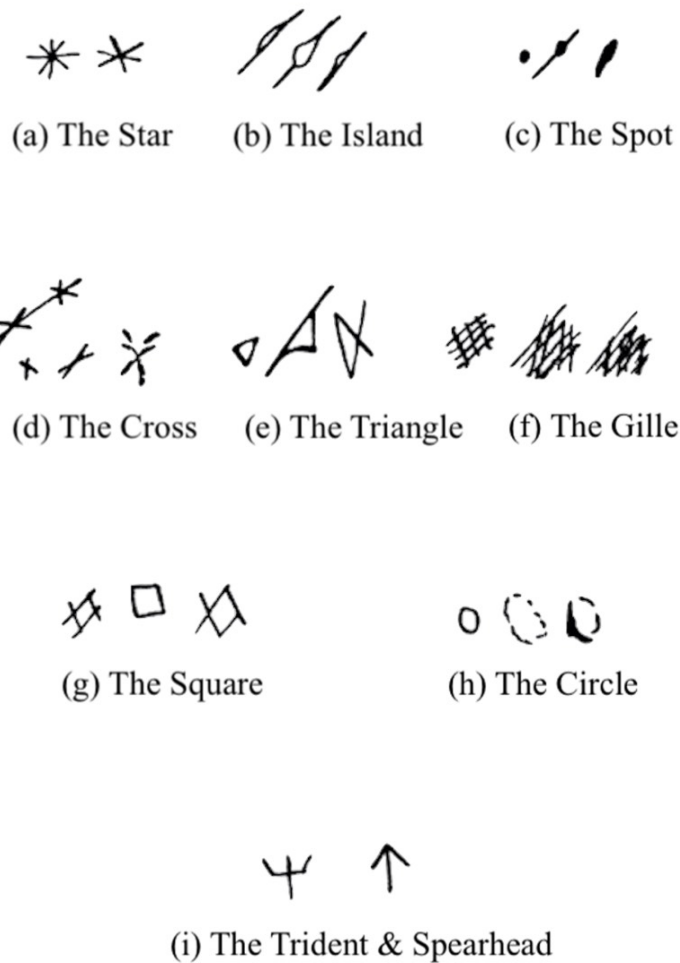 (a) The Star (b) The Island (c) The Spot
(d) The Cross (e) The Triangle (f) The Gille
(g) The Square (h) The Circle
(i) The Trident & Spearhead